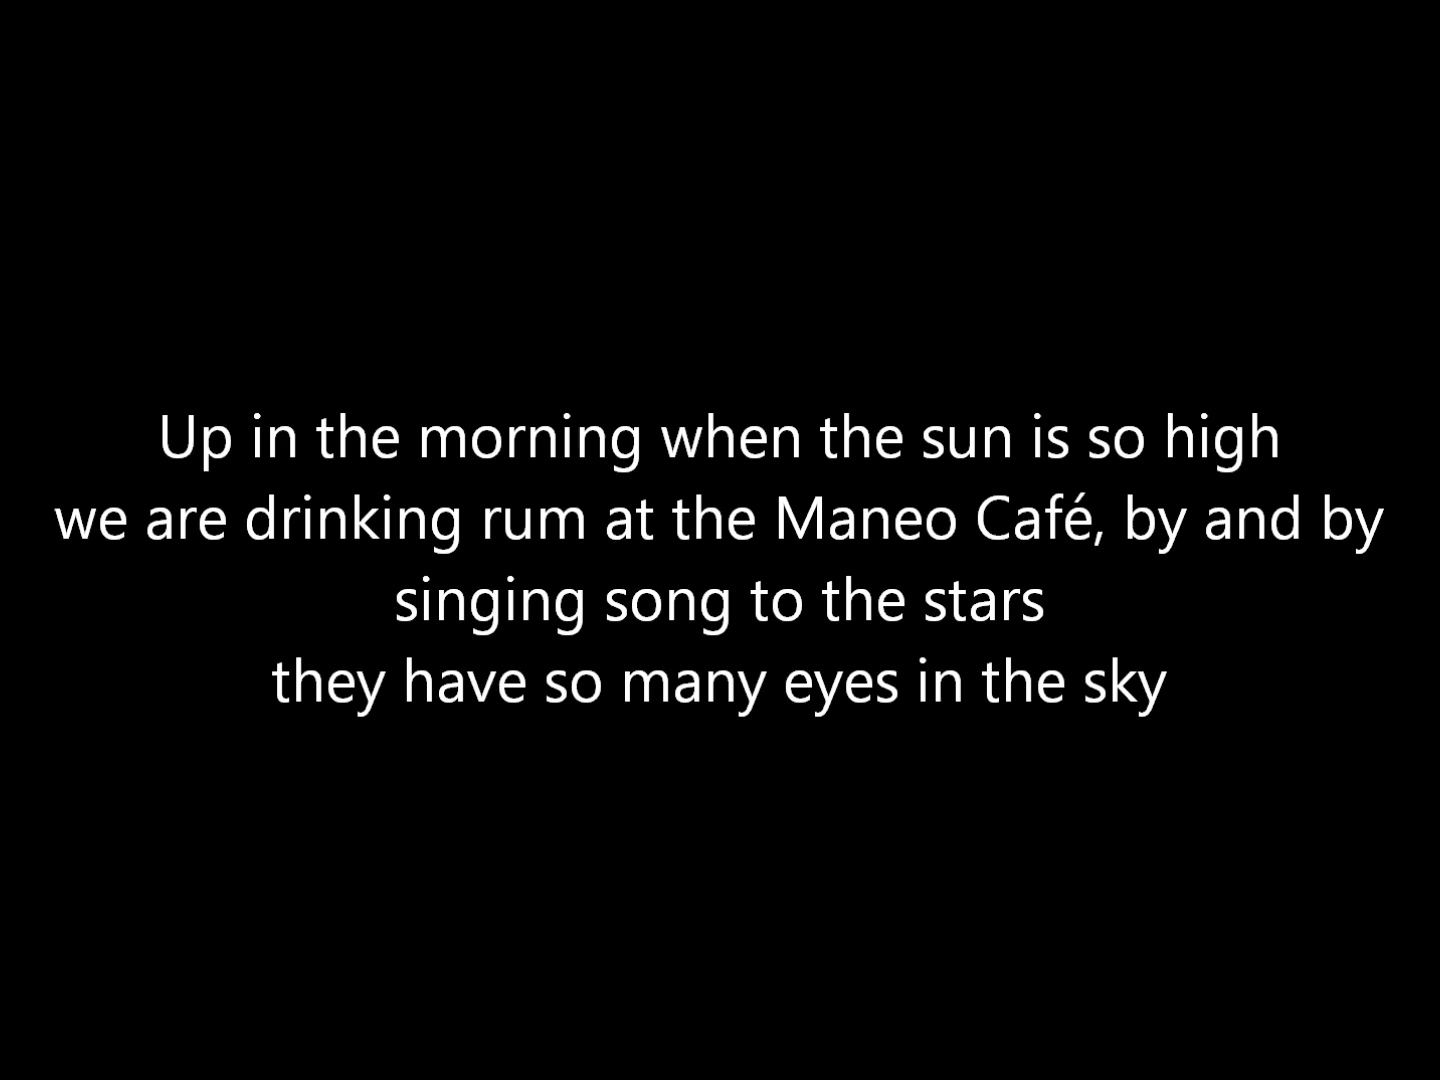 Up in the morning when the sun is so high
we are drinking rum at the Maneo Café, by and by
singing song to the stars
they have so many eyes in the sky